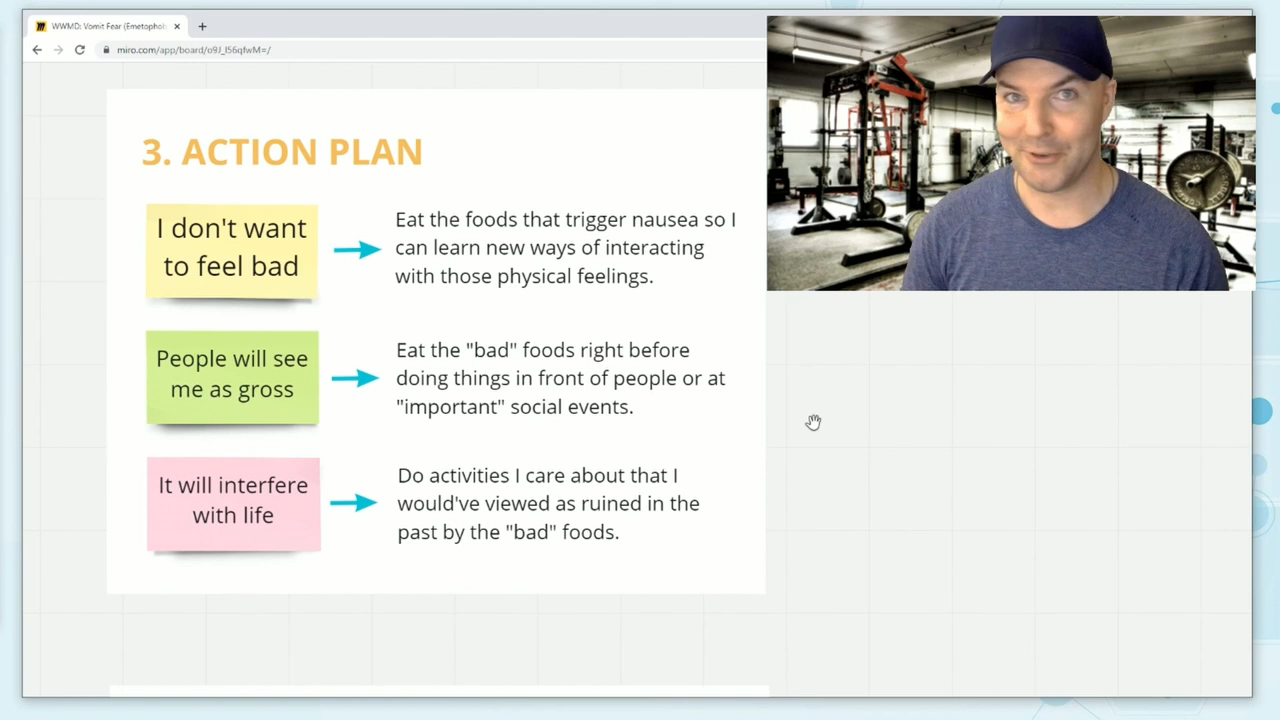 WWMD: Vomit Fear (Emetophob
miro.com/app/board/o9J_l56qfwM=/
3. ACTION PLAN
I don't want
to feel bad
Eat the foods that trigger nausea so I
can learn new ways of interacting
with those physical feelings.
People will see
me as gross
Eat the "bad" foods right before
doing things in front of people or at
"important" social events.
It will interfere
with life
Do activities I care about that I
would've viewed as ruined in the
past by the "bad" foods.